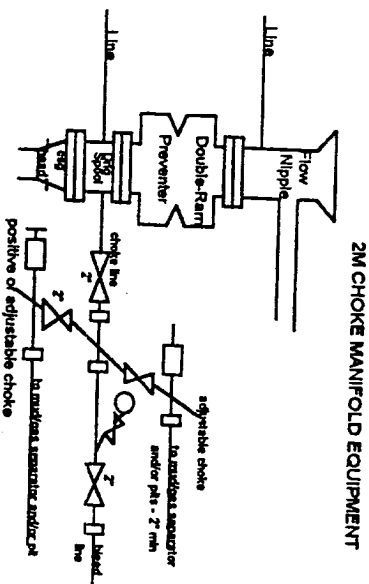 2M CHOKE MANIFOLD EQUIPMENT
Flow
Nipple
Line
Double-Ram
Preventer
Line
Drlg
Spool
csg
head
choke line
2"
2"
2"
adjustable choke
to mud/gas separator
and/or pits - 2" min
bleed
line
to mud/gas separator and/or pit
positive or adjustable choke